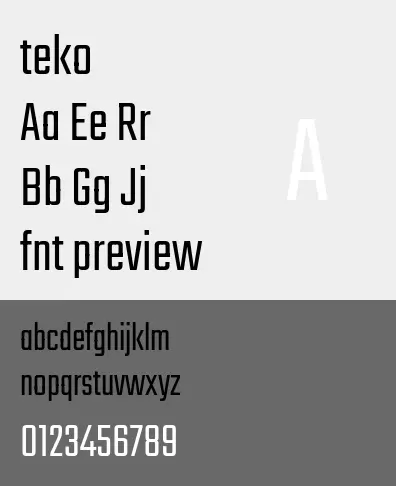 teko
Aa Ee Rr
A
Bb Gg Jj
fnt preview
abcdefghijklm
nopqrstuvwxyz
0123456789